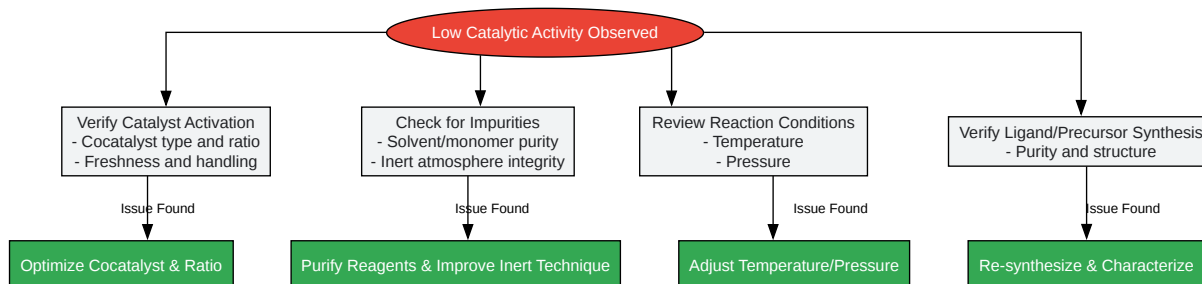 Low Catalytic Activity Observed
Verify Catalyst Activation
- Cocatalyst type and ratio
- Freshness and handling
Check for Impurities
- Solvent/monomer purity
- Inert atmosphere integrity
Review Reaction Conditions
- Temperature
- Pressure
Verify Ligand/Precursor Synthesis
- Purity and structure
Issue Found
Issue Found
Issue Found
Issue Found
Optimize Cocatalyst & Ratio
Purify Reagents & Improve Inert Technique
Adjust Temperature/Pressure
Re-synthesize & Characterize